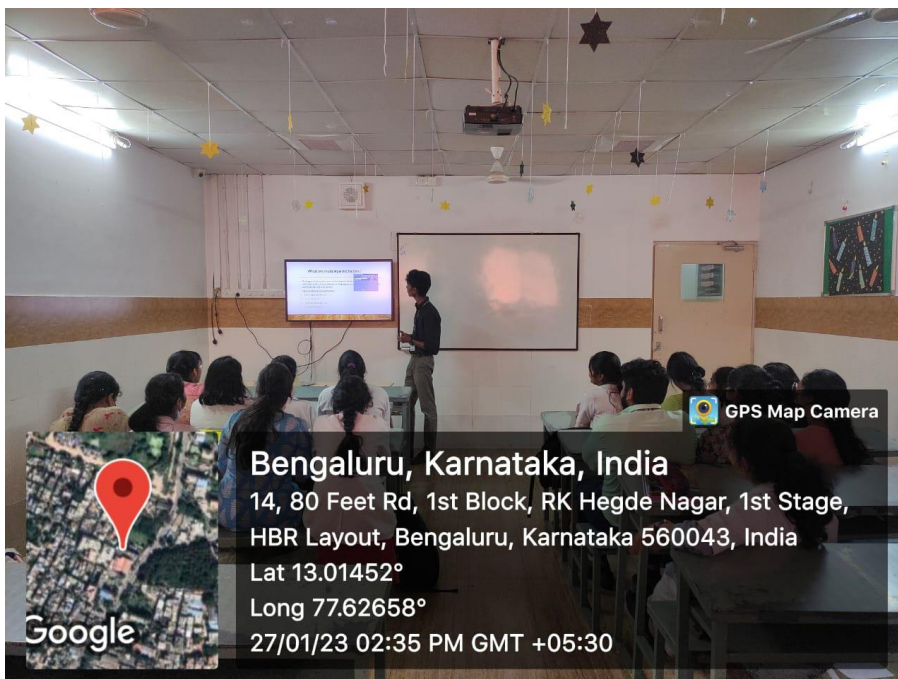 GPS Map Camera
Bengaluru, Karnataka, India
14, 80 Feet Rd, 1st Block, RK Hegde Nagar, 1st Stage,
HBR Layout, Bengaluru, Karnataka 560043, India
Lat 13.01452°
Long 77.62658°
27/01/23 02:35 PM GMT +05:30
Google